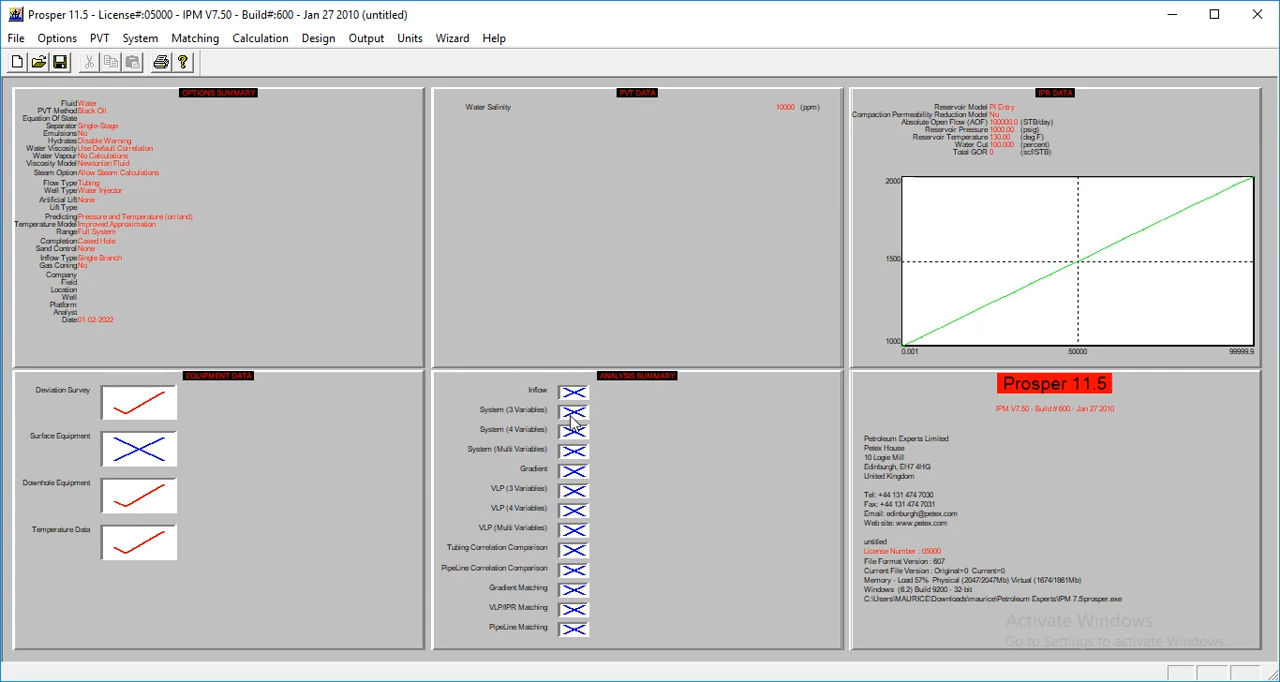 Prosper 11.5 - License#:05000 - IPM V7.50 - Build#:600 - Jan 27 2010 (untitled)
File Options PVT System Matching Calculation Design Output Units Wizard Help
OPTIONS SUMMARY
Fluid Water
PVT Method Black Oil
Equation Of State
Separator Single-Stage
Emulsions No
Hydrates Disable Warning
Water Viscosity Use Default Correlation
Water Vapour No Calculations
Viscosity Model Newtonian Fluid
Steam Option Allow Steam Calculations
Flow Type Tubing
Well Type Water Injector
Artificial Lift None
Lift Type
Predicting Pressure and Temperature (on land)
Temperature Model Improved Approximation
Range Full System
Completion Cased Hole
Sand Control None
Inflow Type Single Branch
Gas Coning No
Company
Field
Location
Well
Platform
Analyst
Date 01-02-2022
PVT DATA
Water Salinity 10000 (ppm)
IPR DATA
Reservoir Model PI Entry
Compaction Permeability Reduction Model No
Absolute Open Flow (AOF) 100000.0 (STB/day)
Reservoir Pressure 1000.00 (psig)
Reservoir Temperature 130.00 (deg F)
Water Cut 100.000 (percent)
Total GOR 0 (scf/STB)
2000
1500
1000
0.001 50000 99999.9
EQUIPMENT DATA
Deviation Survey
Surface Equipment
Downhole Equipment
Temperature Data
ANALYSIS SUMMARY
Inflow
System (3 Variables)
System (4 Variables)
System (Multi Variables)
Gradient
VLP (3 Variables)
VLP (4 Variables)
VLP (Multi Variables)
Tubing Correlation Comparison
PipeLine Correlation Comparison
Gradient Matching
VLP/IPR Matching
PipeLine Matching
Prosper 11.5
IPM V7.50 - Build # 600 - Jan 27 2010
Petroleum Experts Limited
Petex House
10 Logie Mill
Edinburgh, EH7 4HG
United Kingdom
Tel: +44 131 474 7030
Fax: +44 131 474 7031
Email: edinburgh@petex.com
Web site: www.petex.com
untitled
License Number : 05000
File Format Version : 607
Current File Version : Original=0 Current=0
Memory - Load 57% Physical (2047/2047Mb) Virtual (1674/1881Mb)
Windows (6.2) Build 9200 - 32-bit
C:\Users\MAURICE\Downloads\maurice\Petroleum Experts\IPM 7.5\prosper.exe
Activate Windows
Go to Settings to activate Windows.